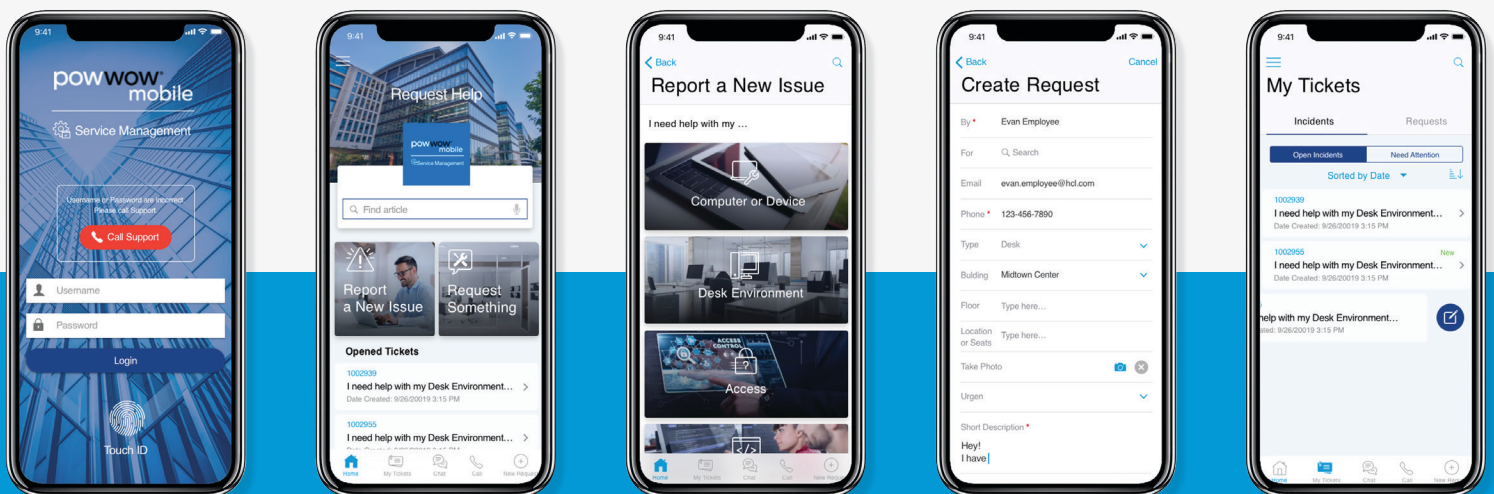 9:41
powwow
mobile
Service Management
Username or Password are incorrect.
Please call Support.
Call Support
Username
Password
Login
Touch ID
9:41
Request Help
powwow
mobile
Service Management
Find article
Report
a New Issue
Request
Something
Opened Tickets
1002939
I need help with my Desk Environment...
Date Created: 9/26/20019 3:15 PM
1002955
I need help with my Desk Environment...
Date Created: 9/26/20019 3:15 PM
Home My Tickets Chat Call New Request
9:41
Back
Report a New Issue
I need help with my ...
Computer or Device
Desk Environment
ACCESS
CONTROL
Access
Home My Tickets Chat Call New Request
9:41
Back Cancel
Create Request
By * Evan Employee
For Search
Email evan.employee@hcl.com
Phone * 123-456-7890
Type Desk
Bulding Midtown Center
Floor Type here...
Location
or Seats Type here...
Take Photo
Urgen
Short Description *
Hey!
I have
9:41
My Tickets
Incidents Requests
Open Incidents Need Attention
Sorted by Date
1002939
I need help with my Desk Environment...
Date Created: 9/26/20019 3:15 PM
1002955 New
I need help with my Desk Environment...
Date Created: 9/26/20019 3:15 PM
help with my Desk Environment...
ated: 9/26/20019 3:15 PM
Home My Tickets Chat Call New Req